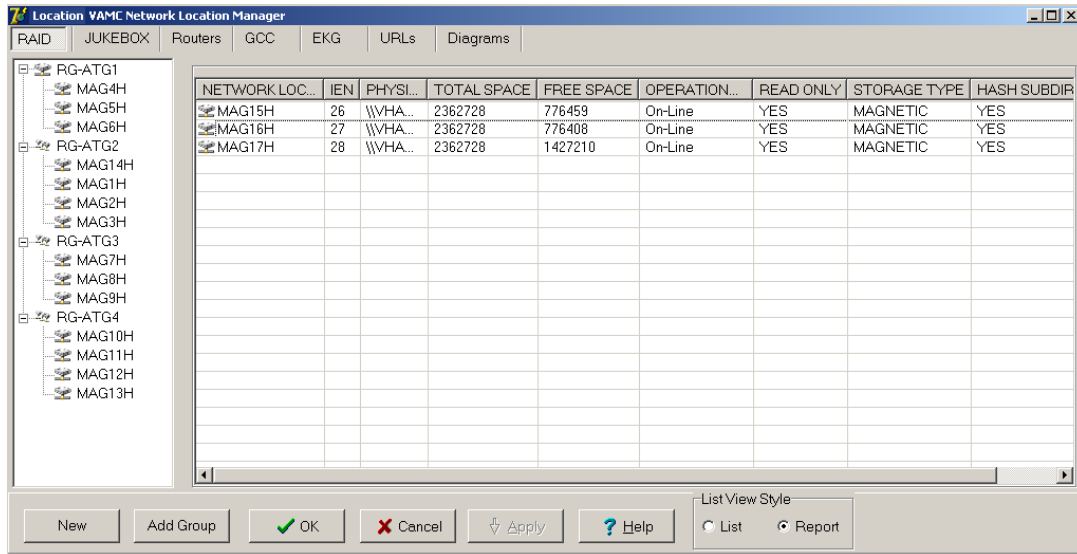 Location VAMC Network Location Manager
RAID JUKEBOX Routers GCC EKG URLs Diagrams
RG-ATG1
MAG4H
MAG5H
MAG6H
RG-ATG2
MAG14H
MAG1H
MAG2H
MAG3H
RG-ATG3
MAG7H
MAG8H
MAG9H
RG-ATG4
MAG10H
MAG11H
MAG12H
MAG13H
NETWORK LOC... IEN PHYSI... TOTAL SPACE FREE SPACE OPERATION... READ ONLY STORAGE TYPE HASH SUBDIR
MAG15H 26 \\\VHA... 2362728 776459 On-Line YES MAGNETIC YES
MAG16H 27 \\\VHA... 2362728 776408 On-Line YES MAGNETIC YES
MAG17H 28 \\\VHA... 2362728 1427210 On-Line YES MAGNETIC YES
New Add Group OK Cancel Apply Help
List View Style
List Report